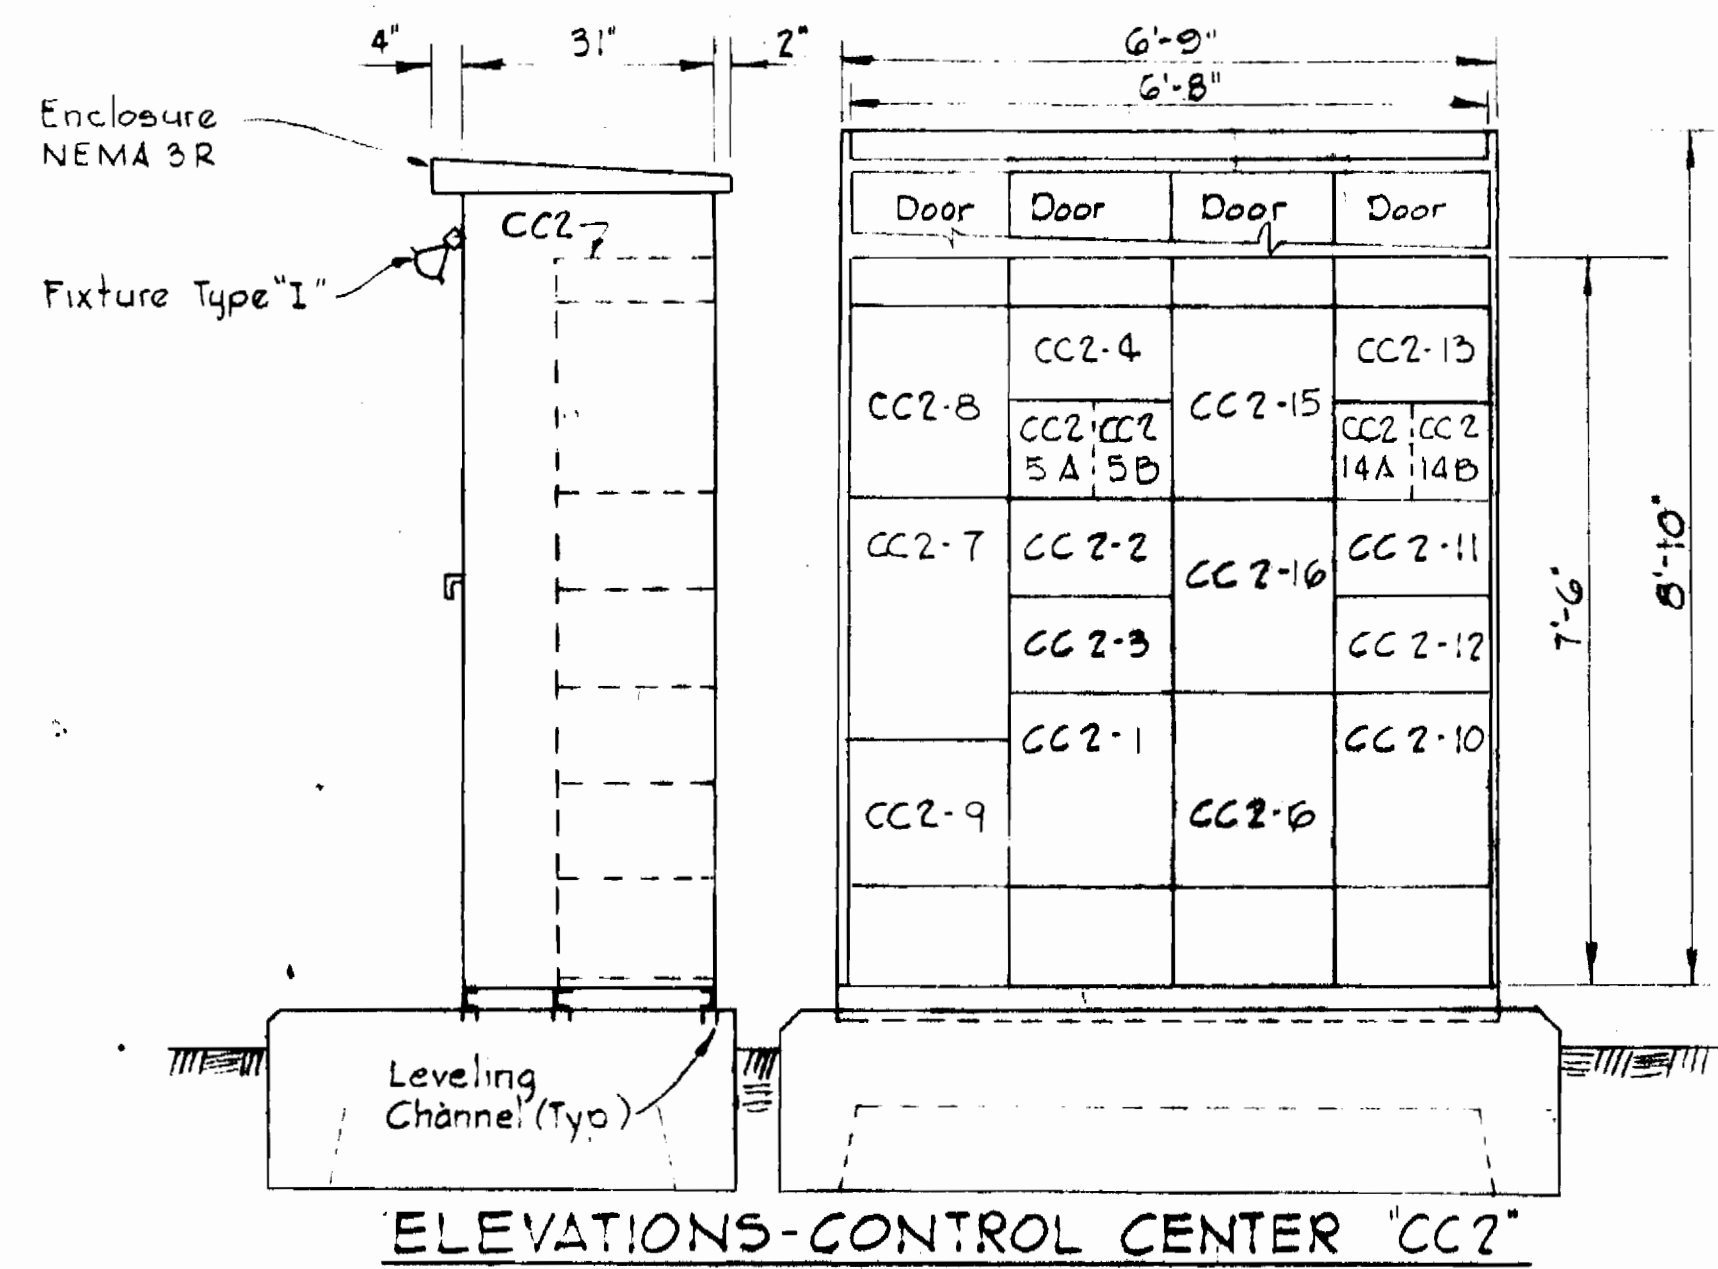 4" 31" 2"
6'-9"
6'-8"
Enclosure
NEMA 3R
CC2
Fixture Type "I"
Door Door Door Door
CC2-8
CC2-7
CC2-9
CC2-4
CC2 CC2
5A 5B
CC2-2
CC2-3
CC2-1
CC2-15
CC2-16
CC2-6
CC2-13
CC2 CC2
14A 14B
CC2-11
CC2-12
CC2-10
7'-6"
8'-10"
Leveling
Channel (Typ)
ELEVATIONS-CONTROL CENTER "CC2"